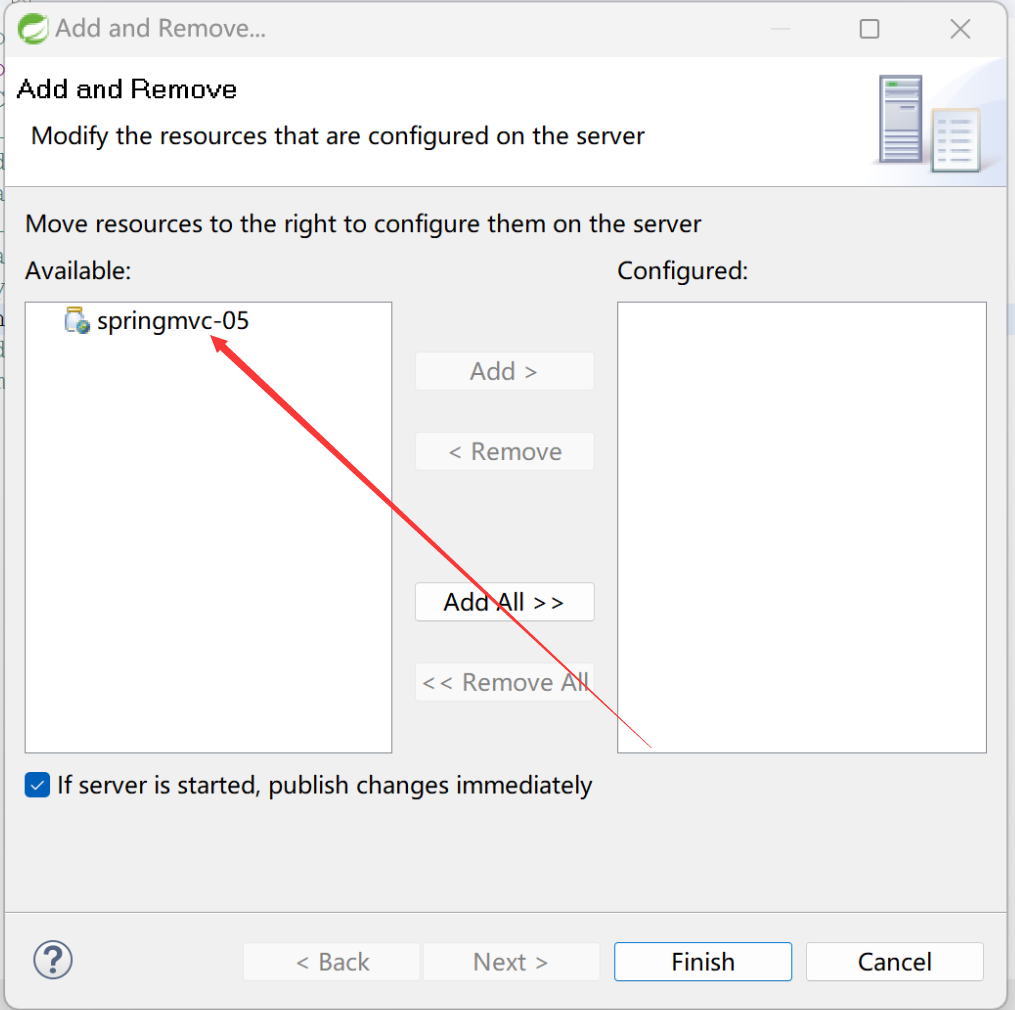 Add and Remove...
Add and Remove
Modify the resources that are configured on the server
Move resources to the right to configure them on the server
Available:
Configured:
springmvc-05
Add >
< Remove
Add All >>
<< Remove All
If server is started, publish changes immediately
?
< Back
Next >
Finish
Cancel